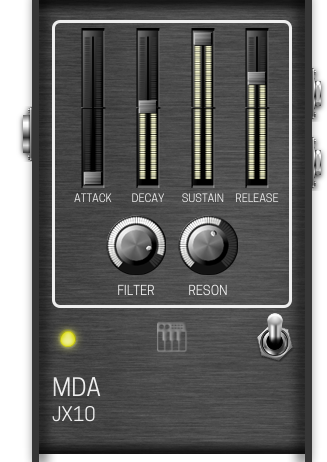 ATTACK DECAY SUSTAIN RELEASE
FILTER RESON
MDA
JX10